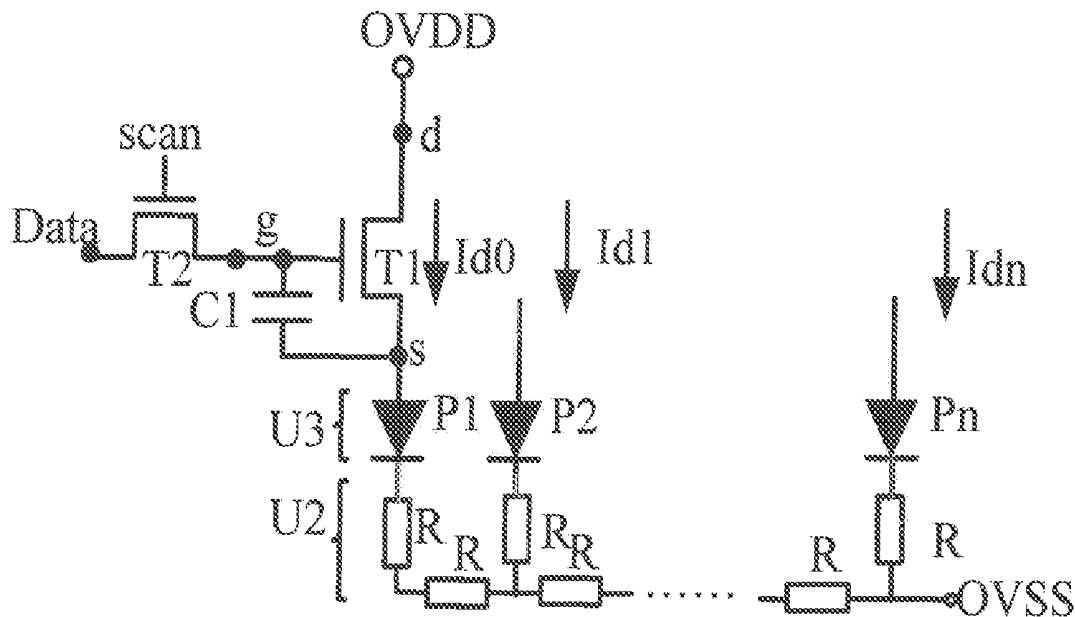 OVDD
d
scan
Data
T2
g
T1
Id0
Id1
Idn
C1
s
U3
P1
P2
Pn
U2
R
R
R
R
R
R
OVSS
......